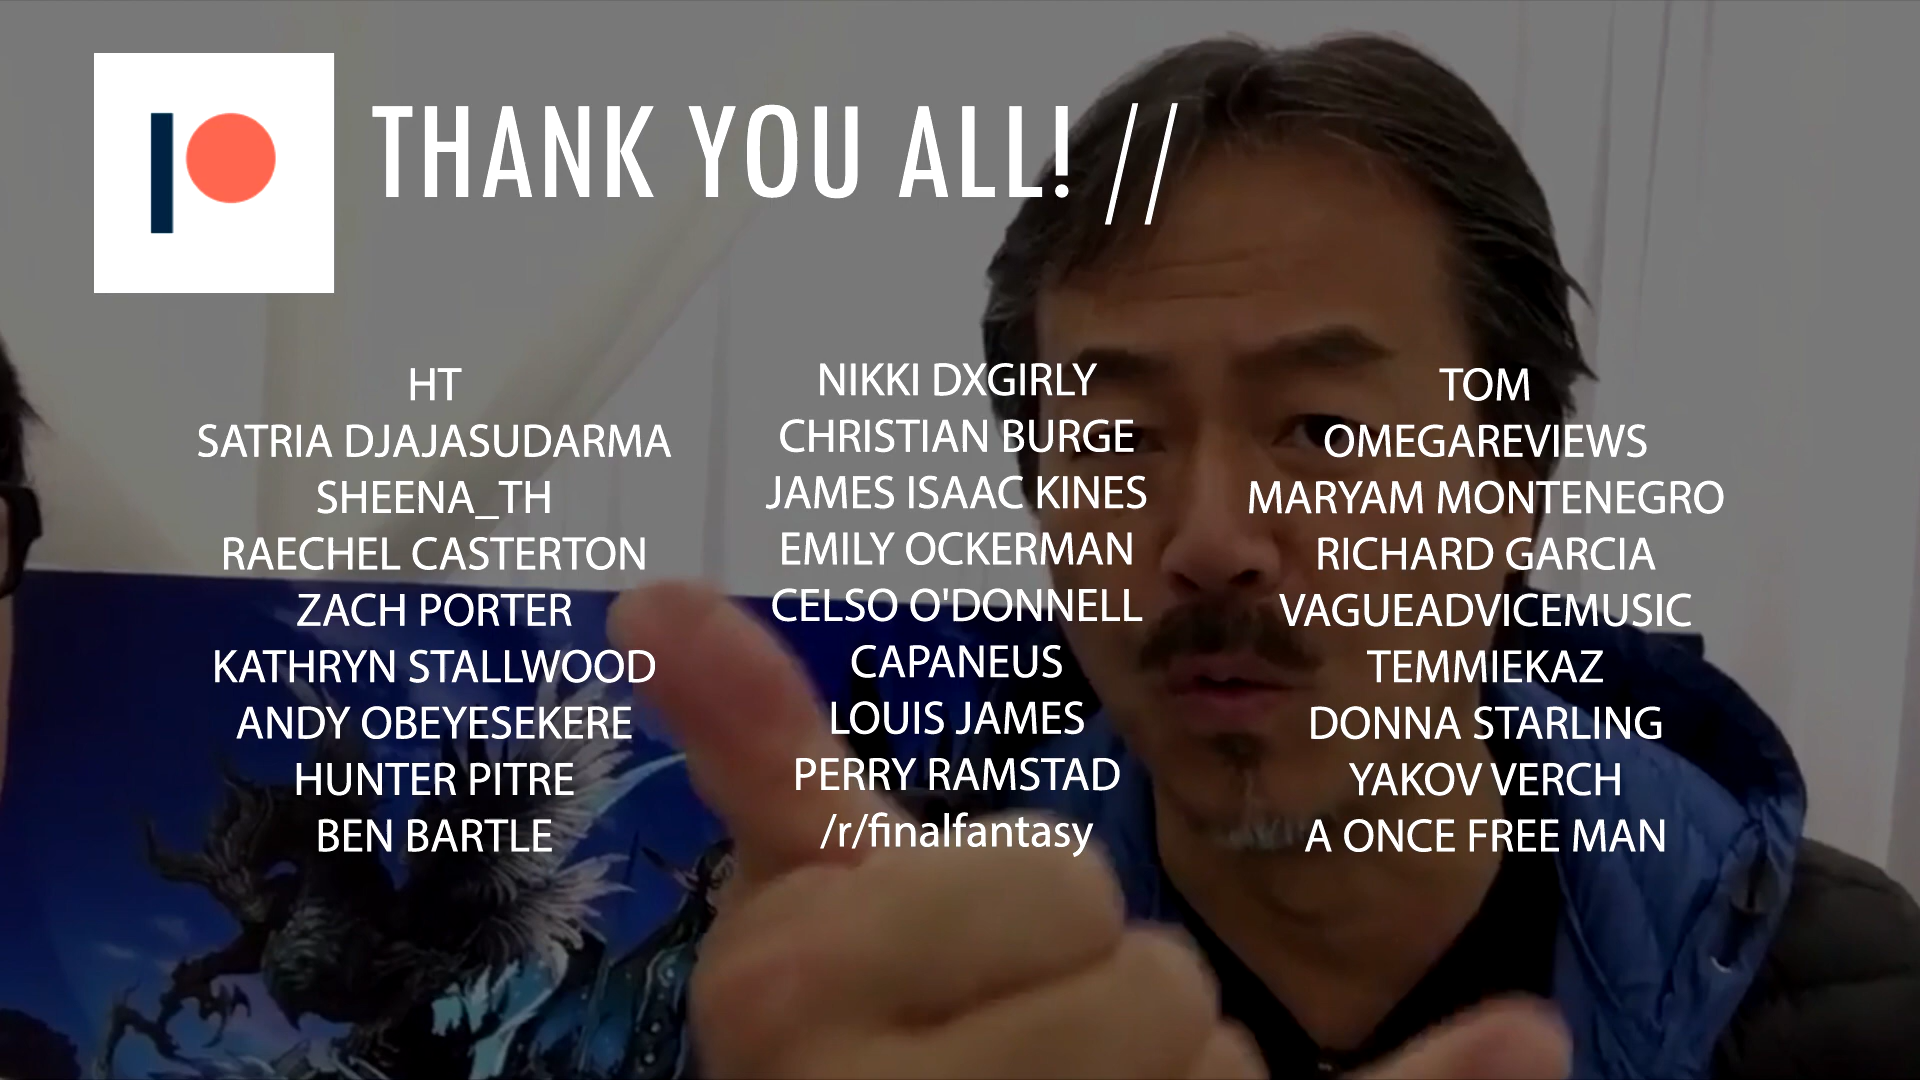 THANK YOU ALL! //
HT
SATRIA DJAJASUDARMA
SHEENA_TH
RAECHEL CASTERTON
ZACH PORTER
KATHRYN STALLWOOD
ANDY OBEYESEKERE
HUNTER PITRE
BEN BARTLE
NIKKI DXGIRLY
CHRISTIAN BURGE
JAMES ISAAC KINES
EMILY OCKERMAN
CELSO O'DONNELL
CAPANEUS
LOUIS JAMES
PERRY RAMSTAD
/r/finalfantasy
TOM
OMEGAREVIEWS
MARYAM MONTENEGRO
RICHARD GARCIA
VAGUEADVICEMUSIC
TEMMIEKAZ
DONNA STARLING
YAKOV VERCH
A ONCE FREE MAN